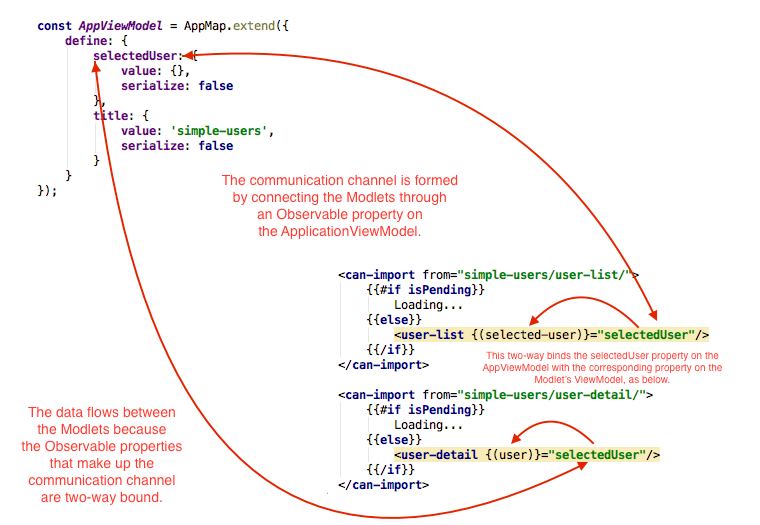 const AppViewModel = AppMap.extend({
define: {
selectedUser: {
value: {},
serialize: false
},
title: {
value: 'simple-users',
serialize: false
}
}
});
The communication channel is formed
by connecting the Modlets through
an Observable property on
the ApplicationViewModel.
<can-import from="simple-users/user-list/">
{{#if isPending}}
Loading...
{{else}}
<user-list {(selected-user)}="selectedUser"/>
{{/if}}
</can-import>
This two-way binds the selectedUser property on the
AppViewModel with the corresponding property on the
Modlet's ViewModel, as below.
<can-import from="simple-users/user-detail/">
{{#if isPending}}
Loading...
{{else}}
<user-detail {(user)}="selectedUser"/>
{{/if}}
</can-import>
The data flows between
the Modlets because
the Observable properties
that make up the
communication channel
are two-way bound.